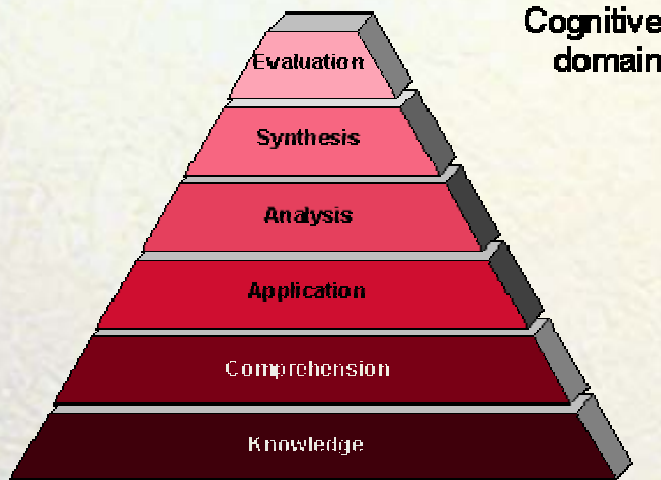 Cognitive
domain
Evaluation
Synthesis
Analysis
Application
Comprehension
Knowledge